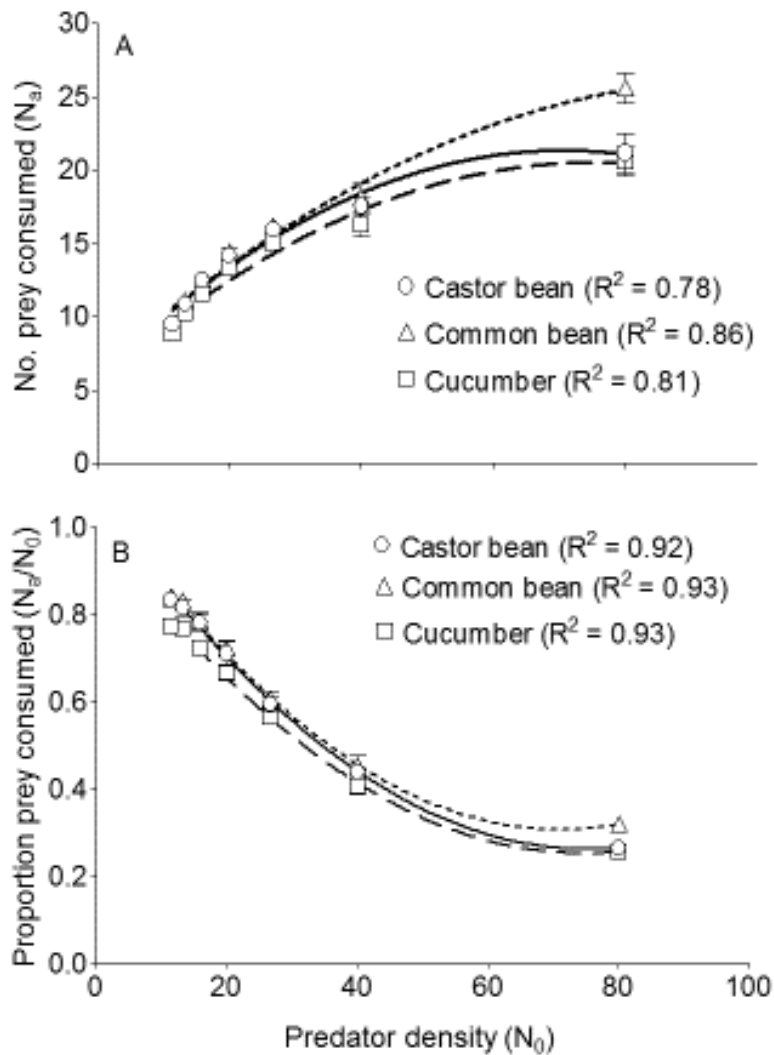 A
No. prey consumed (Nₐ)
30
25
20
15
10
5
0
Castor bean (R² = 0.78)
Common bean (R² = 0.86)
Cucumber (R² = 0.81)
B
Proportion prey consumed (Nₐ/N₀)
1.0
0.8
0.6
0.4
0.2
0.0
Castor bean (R² = 0.92)
Common bean (R² = 0.93)
Cucumber (R² = 0.93)
0 20 40 60 80 100
Predator density (N₀)